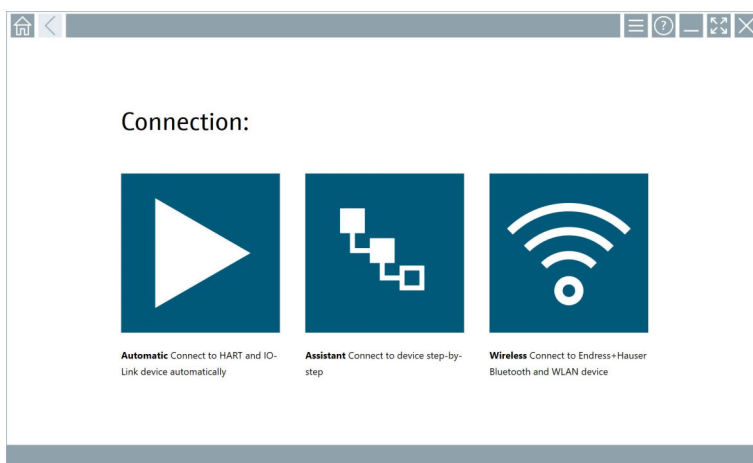 Connection:
Automatic Connect to HART and IO-
Link device automatically
Assistant Connect to device step-by-
step
Wireless Connect to Endress+Hauser
Bluetooth and WLAN device